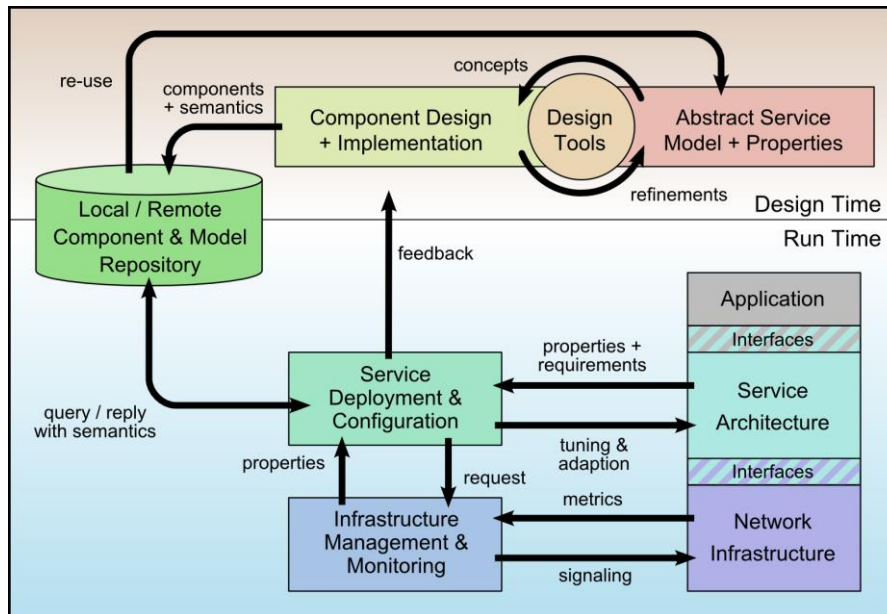 re-use
components
+ semantics
concepts
Component Design
+ Implementation
Design
Tools
Abstract Service
Model + Properties
refinements
Design Time
Run Time
Local / Remote
Component & Model
Repository
feedback
Application
Interfaces
properties +
requirements
Service
Deployment &
Configuration
Service
Architecture
query / reply
with semantics
tuning &
adaption
properties
request
Interfaces
metrics
Infrastructure
Management &
Monitoring
Network
Infrastructure
signaling